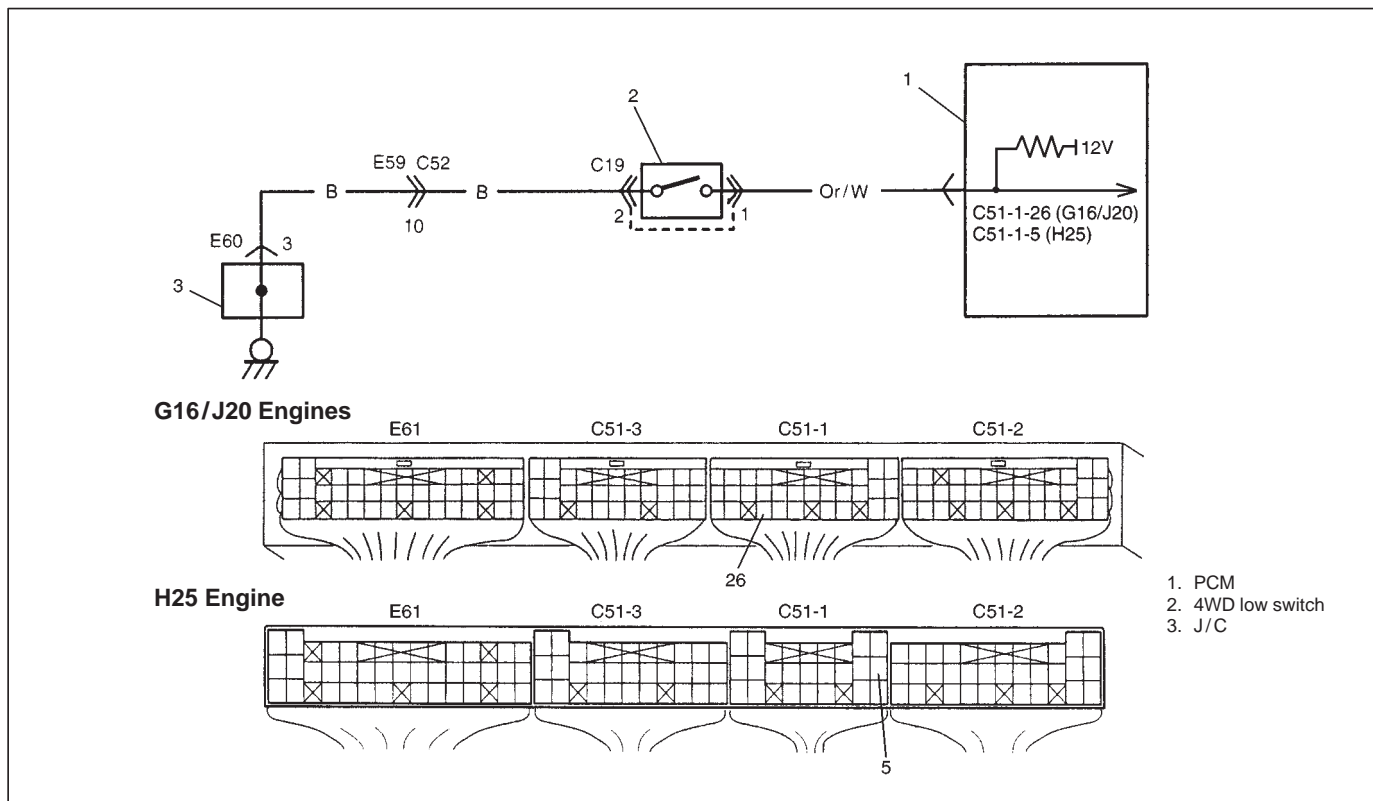 1
2
E59 C52
C19
12V
B
B
Or/W
10
2
1
C51-1-26 (G16/J20)
C51-1-5 (H25)
E60
3
3
G16/J20 Engines
E61
C51-3
C51-1
C51-2
26
H25 Engine
E61
C51-3
C51-1
C51-2
5
1. PCM
2. 4WD low switch
3. J/C